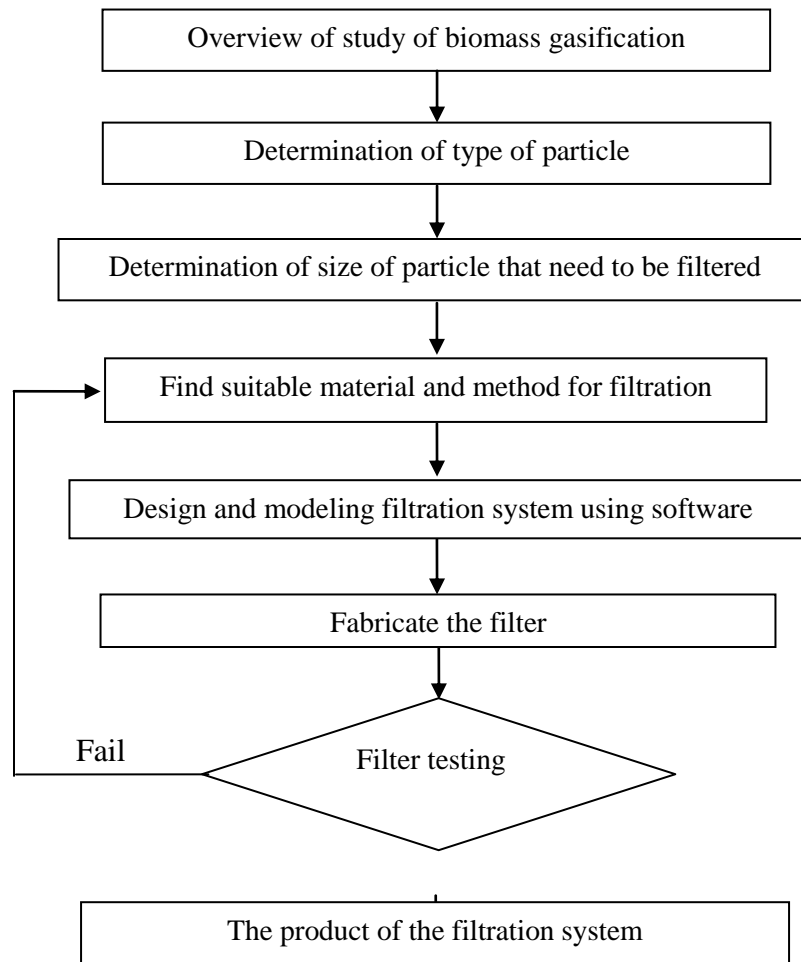 Overview of study of biomass gasification
Determination of type of particle
Determination of size of particle that need to be filtered
Find suitable material and method for filtration
Design and modeling filtration system using software
Fabricate the filter
Fail
Filter testing
The product of the filtration system